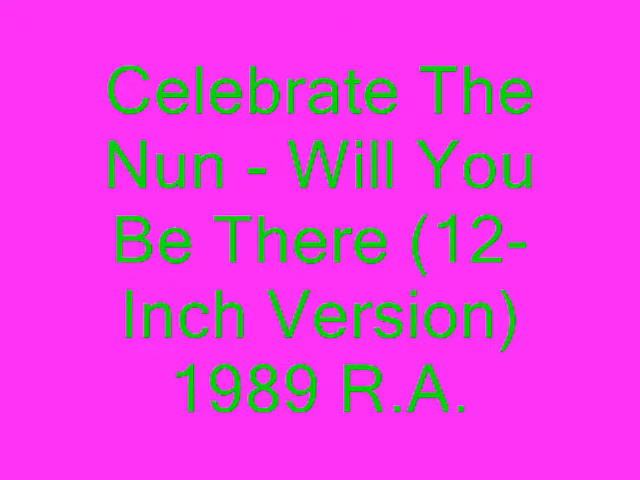 Celebrate The
Nun - Will You
Be There (12-
Inch Version)
1989 R.A.